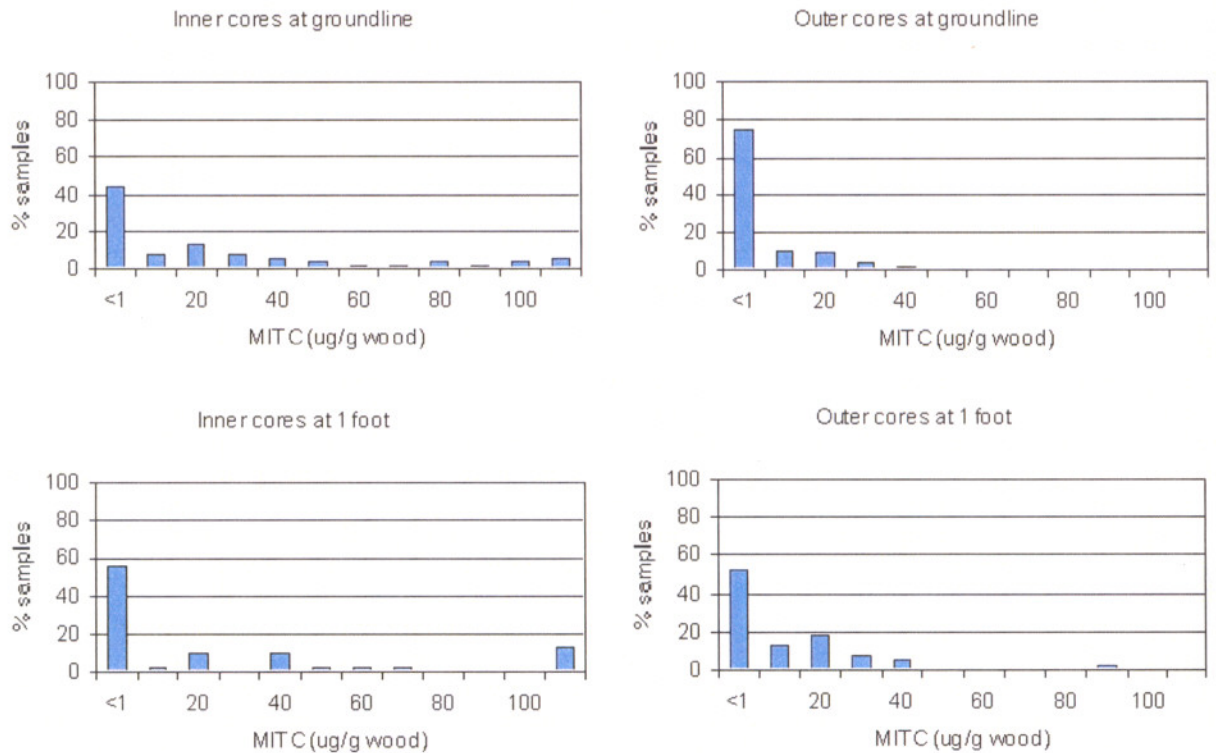 Inner cores at groundline
% samples
100
80
60
40
20
0
<1 20 40 60 80 100
MITC (ug/g wood)
Outer cores at groundline
% samples
100
80
60
40
20
0
<1 20 40 60 80 100
MITC (ug/g wood)
Inner cores at 1 foot
% samples
100
80
60
40
20
0
<1 20 40 60 80 100
MITC (ug/g wood)
Outer cores at 1 foot
% samples
100
80
60
40
20
0
<1 20 40 60 80 100
MITC (ug/g wood)